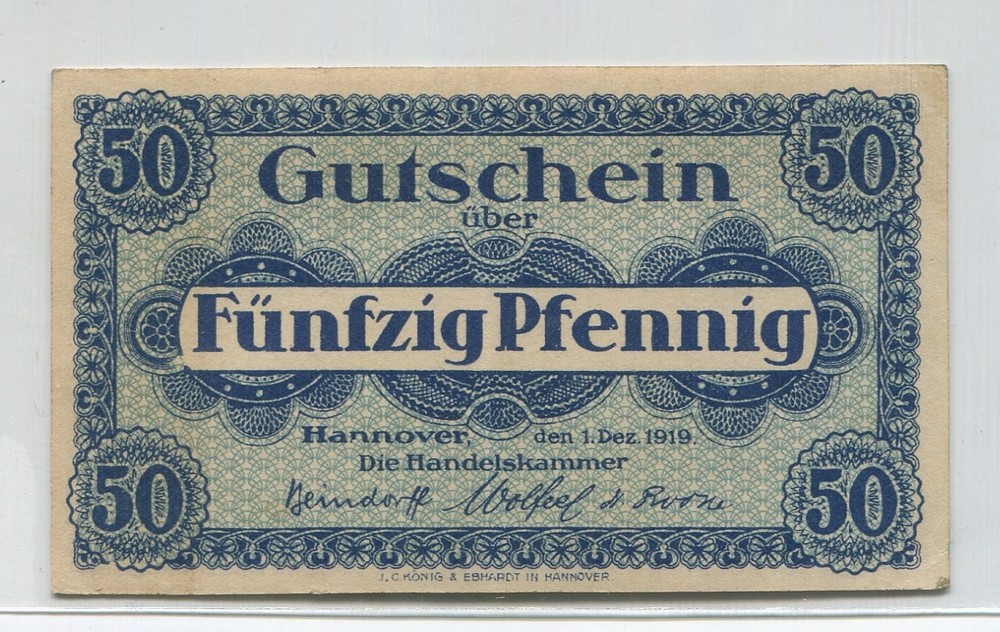 50 50
Gutschein
über
Fünfzig Pfennig
Hannover, den 1. Dez. 1919.
Die Handelskammer
Beindorff
50 50
J. C. KÖNIG & EBHARDT IN HANNOVER.